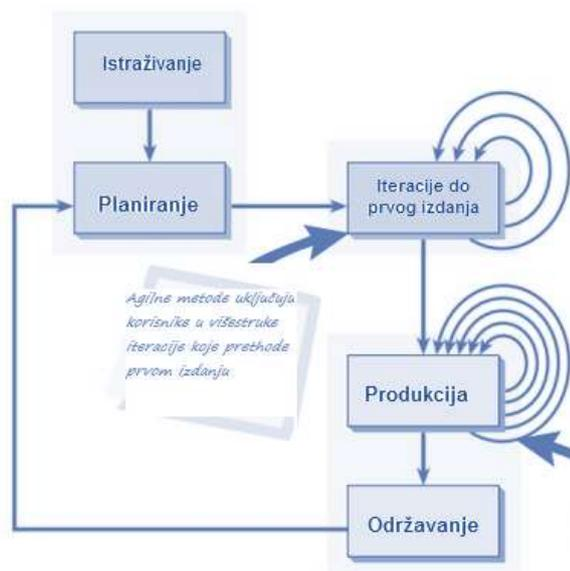 Istraživanje
Planiranje
Iteracije do
prvog izdanja
Agilne metode uključuju
korisnike u višestruke
iteracije koje prethode
prvom izdanju
Produkcija
Održavanje